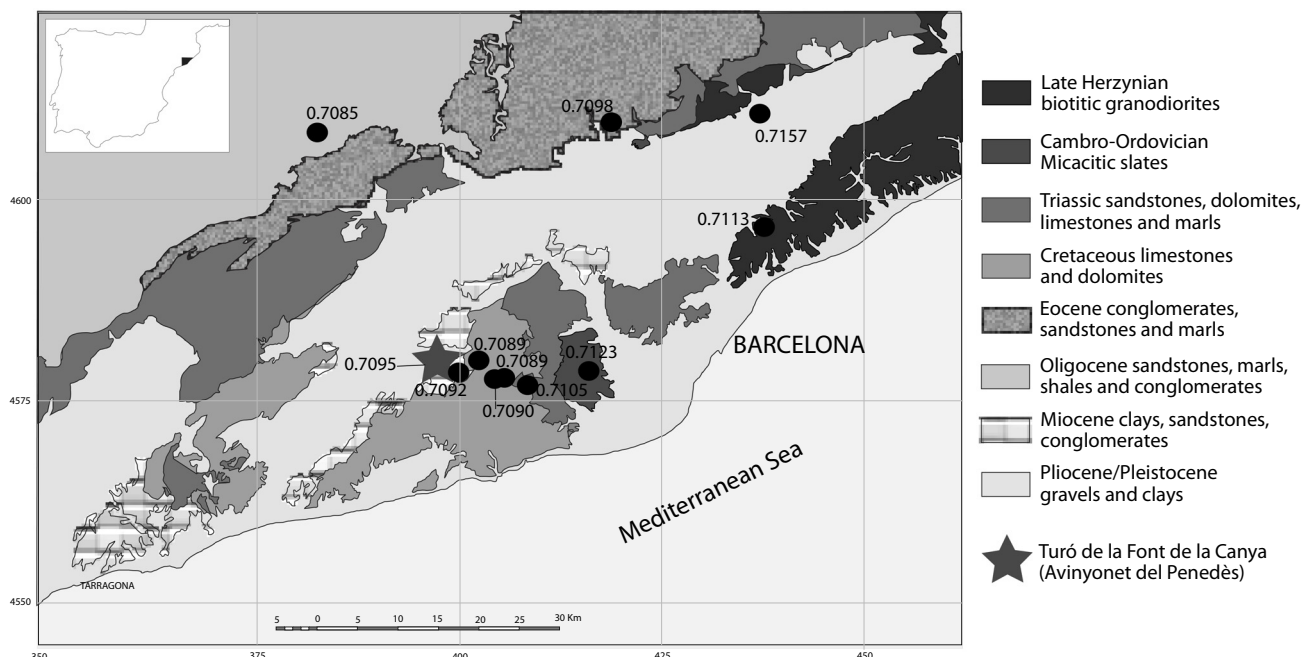 0.7085
0.7098
0.7157
4600
0.7113
BARCELONA
0.7089
0.7095
0.7089
0.7123
0.7092
0.7105
0.7090
4575
Mediterranean Sea
TARRAGONA
4550
5 0 5 10 15 20 25 30 Km
350 375 400 425 450
Late Herzynian
biotitic granodiorites
Cambro-Ordovician
Micacitic slates
Triassic sandstones, dolomites,
limestones and marls
Cretaceous limestones
and dolomites
Eocene conglomerates,
sandstones and marls
Oligocene sandstones, marls,
shales and conglomerates
Miocene clays, sandstones,
conglomerates
Pliocene/Pleistocene
gravels and clays
Turó de la Font de la Canya
(Avinyonet del Penedès)